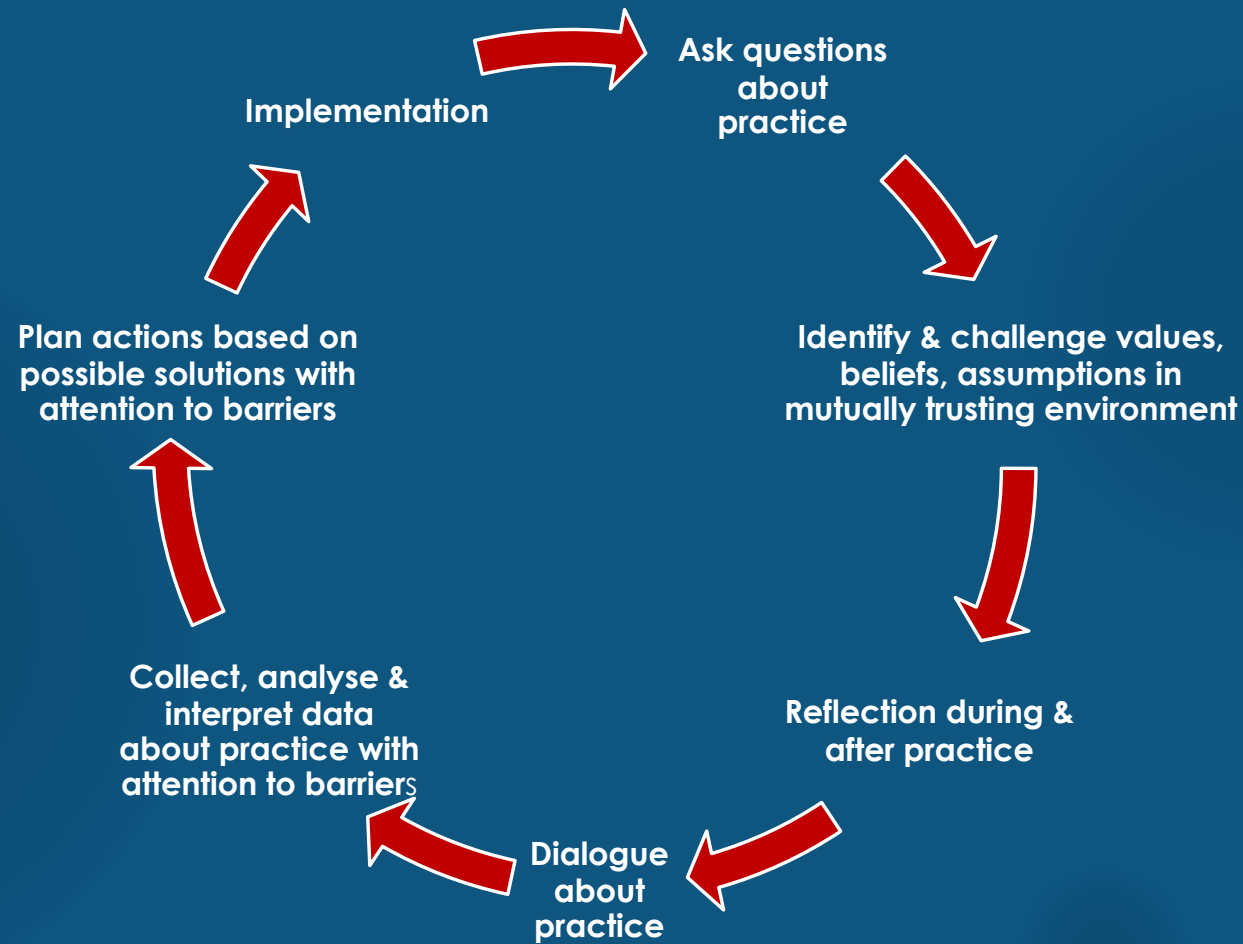 Ask questions
about
practice
Identify & challenge values,
beliefs, assumptions in
mutually trusting environment
Reflection during &
after practice
Dialogue
about
practice
Collect, analyse &
interpret data
about practice with
attention to barriers
Plan actions based on
possible solutions with
attention to barriers
Implementation